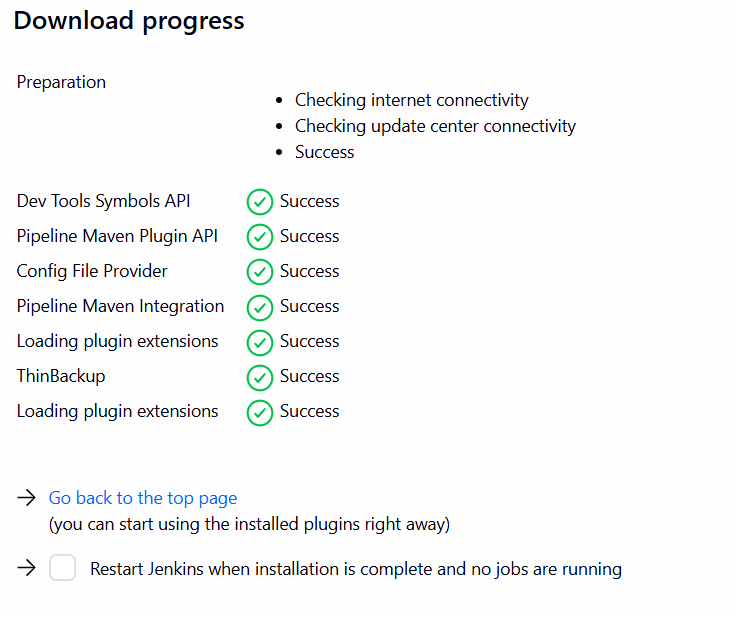 Download progress
Preparation
Checking internet connectivity
Checking update center connectivity
Success
Dev Tools Symbols API Success
Pipeline Maven Plugin API Success
Config File Provider Success
Pipeline Maven Integration Success
Loading plugin extensions Success
ThinBackup Success
Loading plugin extensions Success
Go back to the top page
(you can start using the installed plugins right away)
Restart Jenkins when installation is complete and no jobs are running